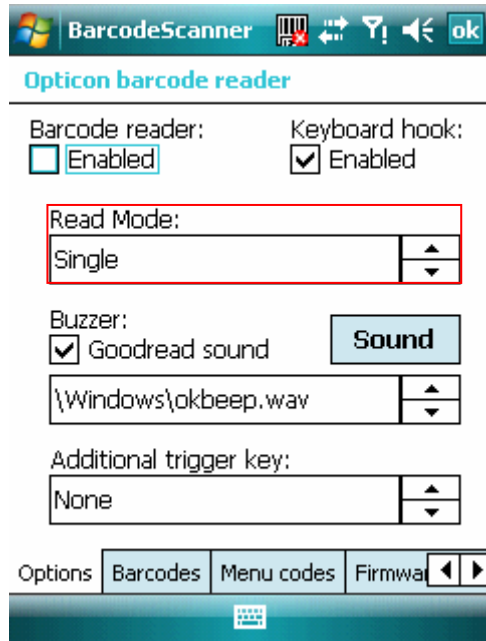 BarcodeScanner ok
Opticon barcode reader
Barcode reader: Keyboard hook:
Enabled Enabled
Read Mode:
Single
Buzzer:
Goodread sound Sound
\Windows\okbeep.wav
Additional trigger key:
None
Options Barcodes Menu codes Firmwa